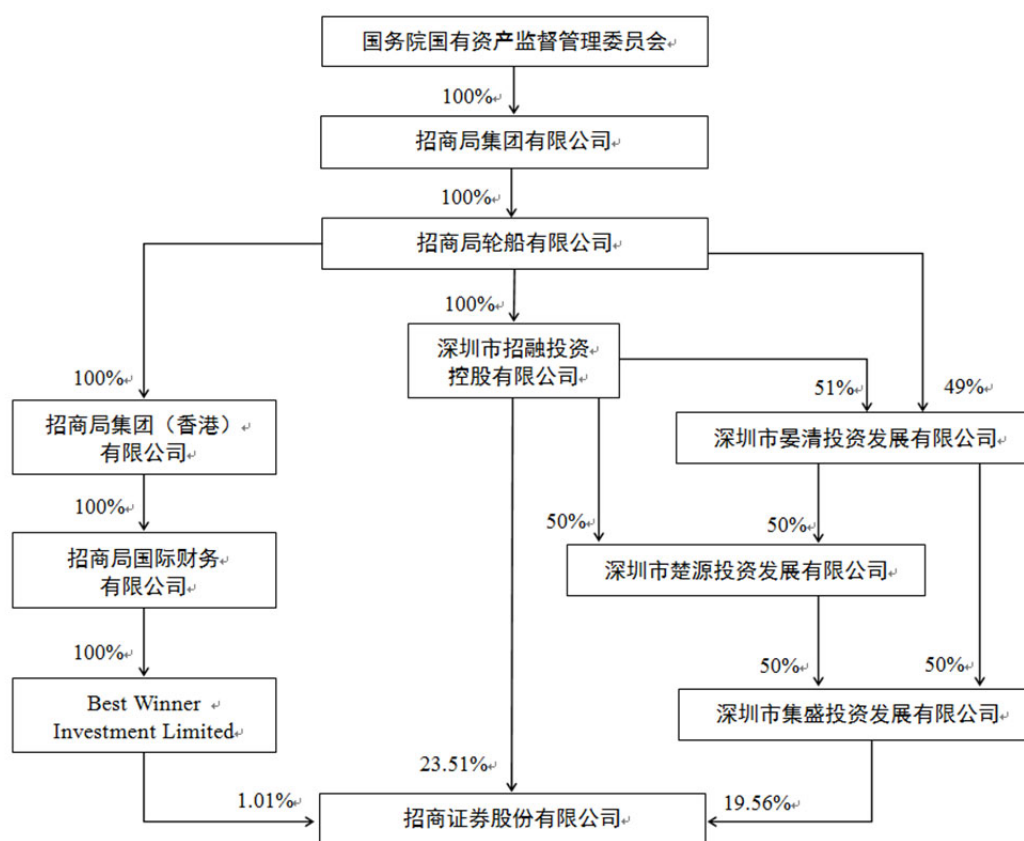 国务院国有资产监督管理委员会↵
100%↵
招商局集团有限公司↵
100%↵
招商局轮船有限公司↵
100%↵
深圳市招融投资↵
控股有限公司↵
100%↵
51%↵
49%↵
招商局集团（香港）↵
有限公司↵
深圳市晏清投资发展有限公司↵
100%↵
50%↵
50%↵
招商局国际财务↵
有限公司↵
深圳市楚源投资发展有限公司↵
100%↵
50%↵
50%↵
Best Winner ↵
Investment Limited↵
深圳市集盛投资发展有限公司↵
23.51%↵
1.01%↵
19.56%↵
招商证券股份有限公司↵